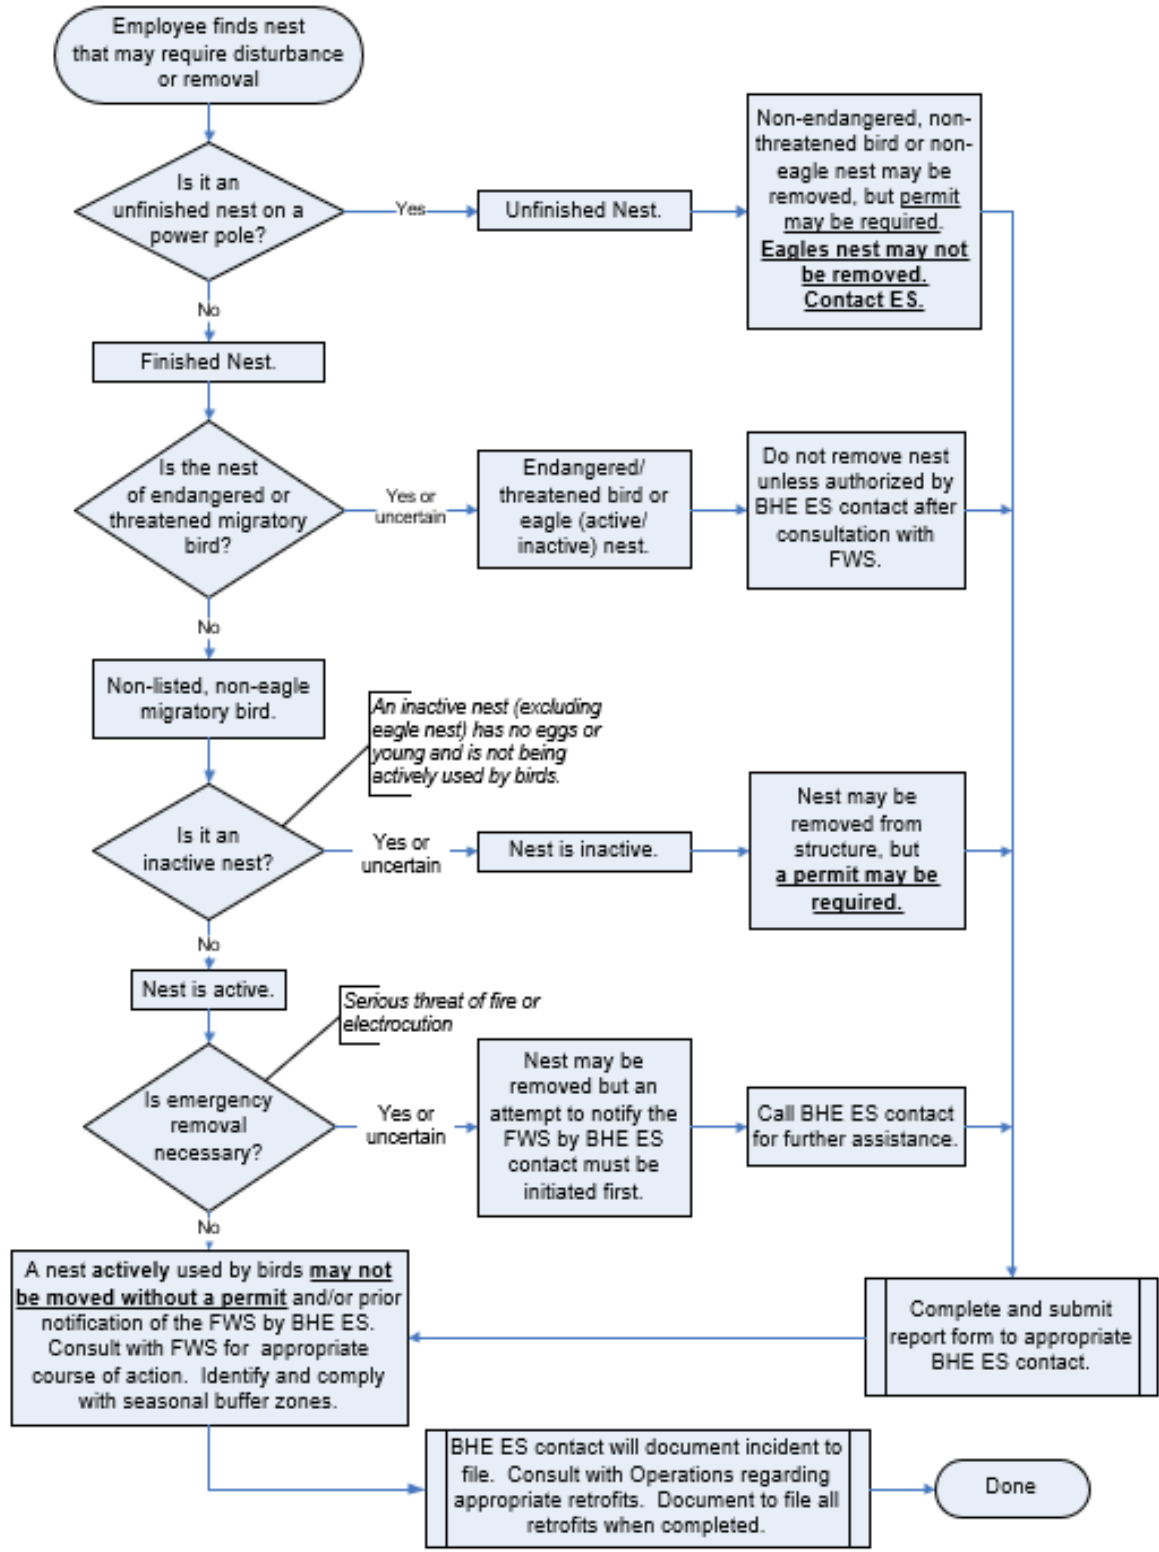 Employee finds nest
that may require disturbance
or removal
Is it an
unfinished nest on a
power pole?
Yes
Unfinished Nest.
Non-endangered, non-
threatened bird or non-
eagle nest may be
removed, but permit
may be required.
Eagles nest may not
be removed.
Contact ES.
No
Finished Nest.
Is the nest
of endangered or
threatened migratory
bird?
Yes or
uncertain
Endangered/
threatened bird or
eagle (active/
inactive) nest.
Do not remove nest
unless authorized by
BHE ES contact after
consultation with
FWS.
No
Non-listed, non-eagle
migratory bird.
An inactive nest (excluding
eagle nest) has no eggs or
young and is not being
actively used by birds.
Is it an
inactive nest?
Yes or
uncertain
Nest is inactive.
Nest may be
removed from
structure, but
a permit may be
required.
No
Nest is active.
Serious threat of fire or
electrocution
Is emergency
removal
necessary?
Yes or
uncertain
Nest may be
removed but an
attempt to notify the
FWS by BHE ES
contact must be
initiated first.
Call BHE ES contact
for further assistance.
No
A nest actively used by birds may not
be moved without a permit and/or prior
notification of the FWS by BHE ES.
Consult with FWS for appropriate
course of action. Identify and comply
with seasonal buffer zones.
Complete and submit
report form to appropriate
BHE ES contact.
BHE ES contact will document incident to
file. Consult with Operations regarding
appropriate retrofits. Document to file all
retrofits when completed.
Done